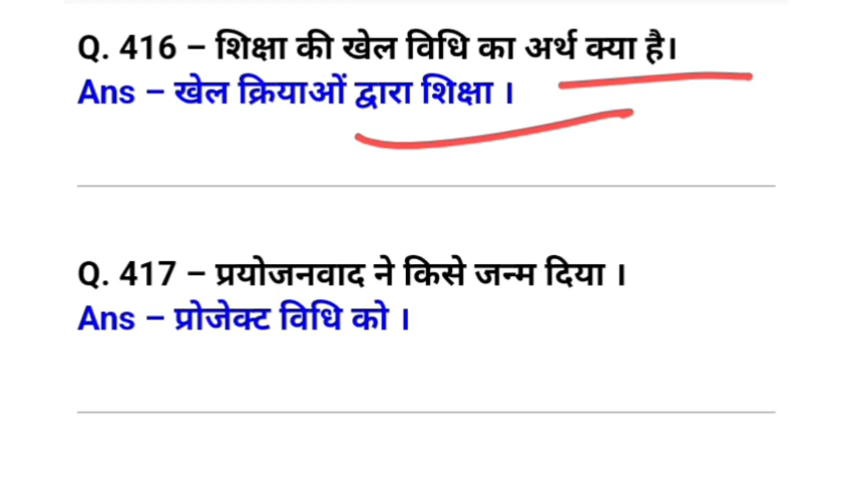 Q. 416 – शिक्षा की खेल विधि का अर्थ क्या है।
Ans – खेल क्रियाओं द्वारा शिक्षा ।
Q. 417 – प्रयोजनवाद ने किसे जन्म दिया ।
Ans – प्रोजेक्ट विधि को ।